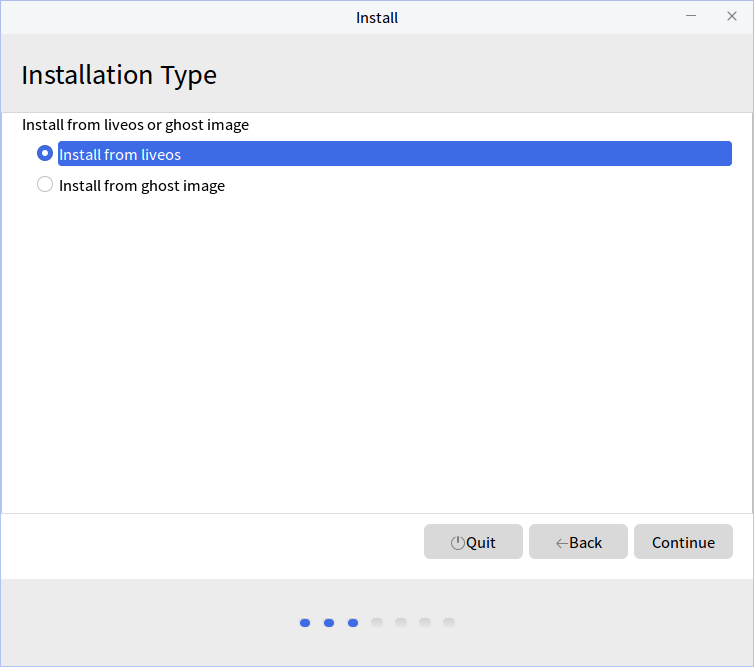 Install
Installation Type
Install from liveos or ghost image
Install from liveos
Install from ghost image
Quit
Back
Continue